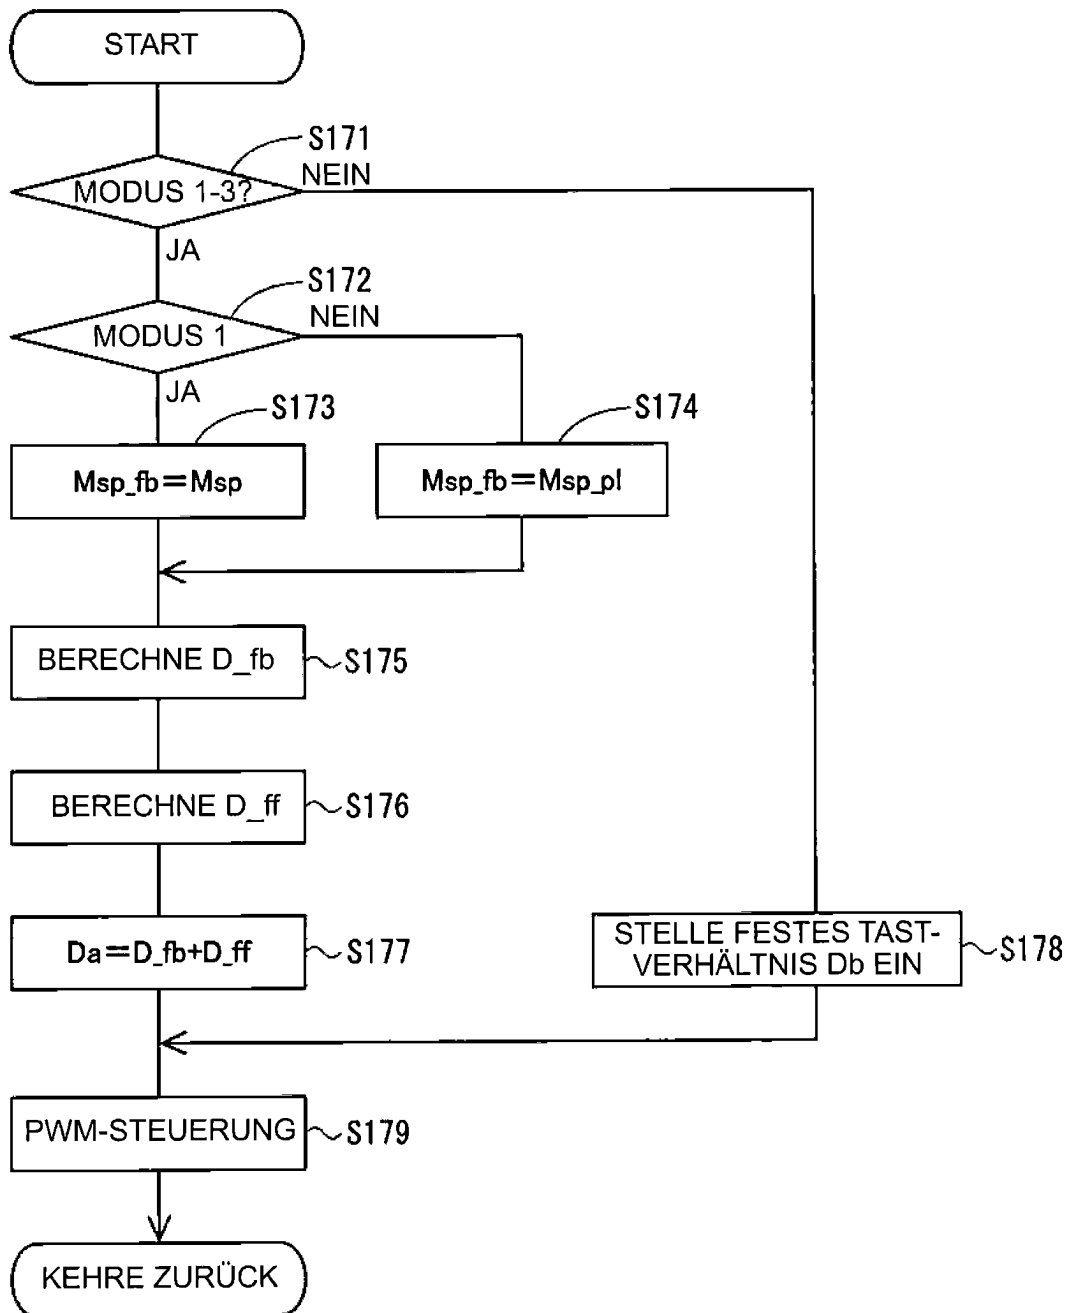 START
S171
MODUS 1-3?
NEIN
JA
S172
MODUS 1
NEIN
JA
S173
S174
Msp_fb=Msp
Msp_fb=Msp_pl
BERECHNE D_fb
S175
BERECHNE D_ff
S176
Da=D_fb+D_ff
S177
STELLE FESTES TAST-
VERHÄLTNIS Db EIN
S178
PWM-STEUERUNG
S179
KEHRE ZURÜCK